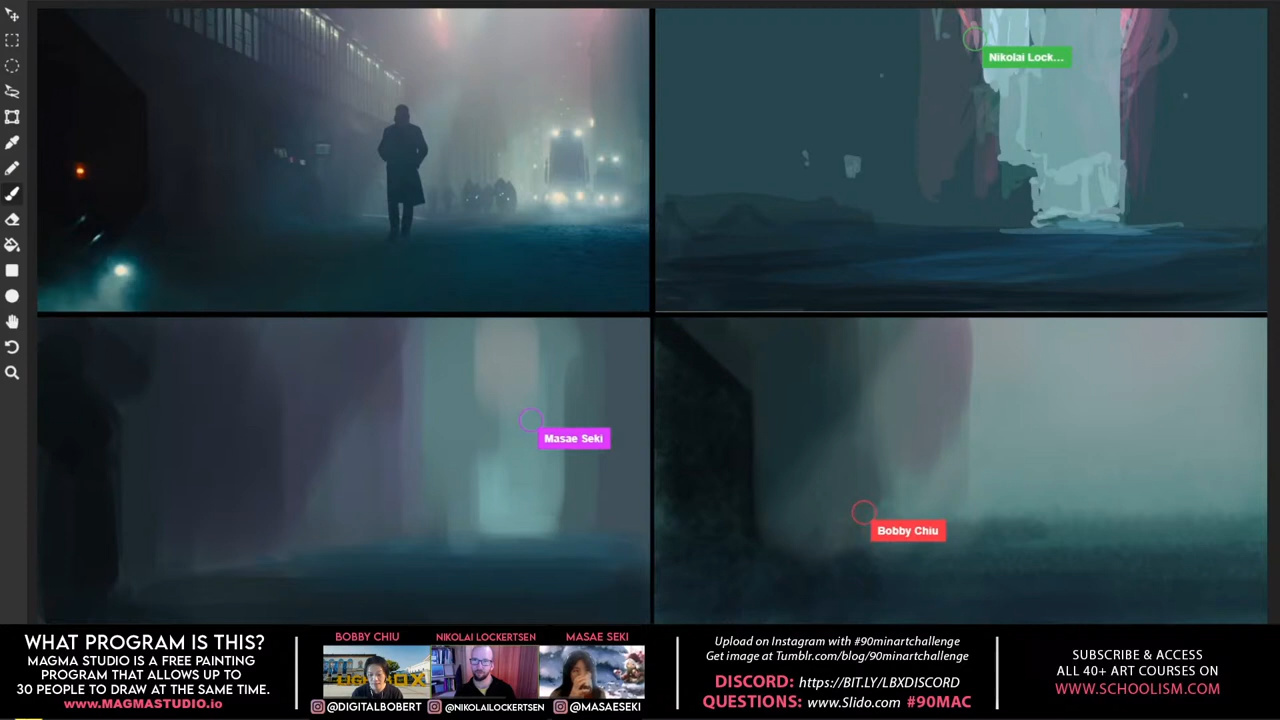 Nikolai Lock...
Masae Seki
Bobby Chiu
WHAT PROGRAM IS THIS?
MAGMA STUDIO IS A FREE PAINTING
PROGRAM THAT ALLOWS UP TO
30 PEOPLE TO DRAW AT THE SAME TIME.
www.MAGMASTUDIO.io
BOBBY CHIU
NIKOLAI LOCKERTSEN
MASAE SEKI
@DIGITALBOBERT
@NIKOLAILOCKERTSEN
@MASAESEKI
Upload on Instagram with #90minartchallenge
Get image at Tumblr.com/blog/90minartchallenge
DISCORD: https://BIT.LY/LBXDISCORD
QUESTIONS: www.Slido.com #90MAC
SUBSCRIBE & ACCESS
ALL 40+ ART COURSES ON
WWW.SCHOOLISM.COM